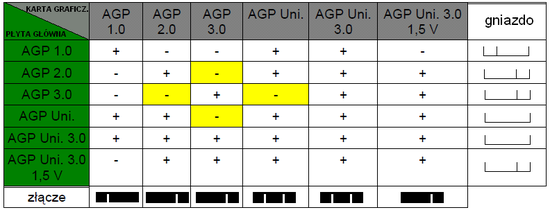 KARTA GRAFICZ. AGP 1.0 AGP 2.0 AGP 3.0 AGP Uni. AGP Uni. 3.0 AGP Uni. 3.0 1,5 V gniazdo
PŁYTA GŁÓWNA
AGP 1.0 + - - + + -
AGP 2.0 - + - + + +
AGP 3.0 - - + - + +
AGP Uni. + + - + + +
AGP Uni. 3.0 + + + + + +
AGP Uni. 3.0 1,5 V - + + + + +
złącze